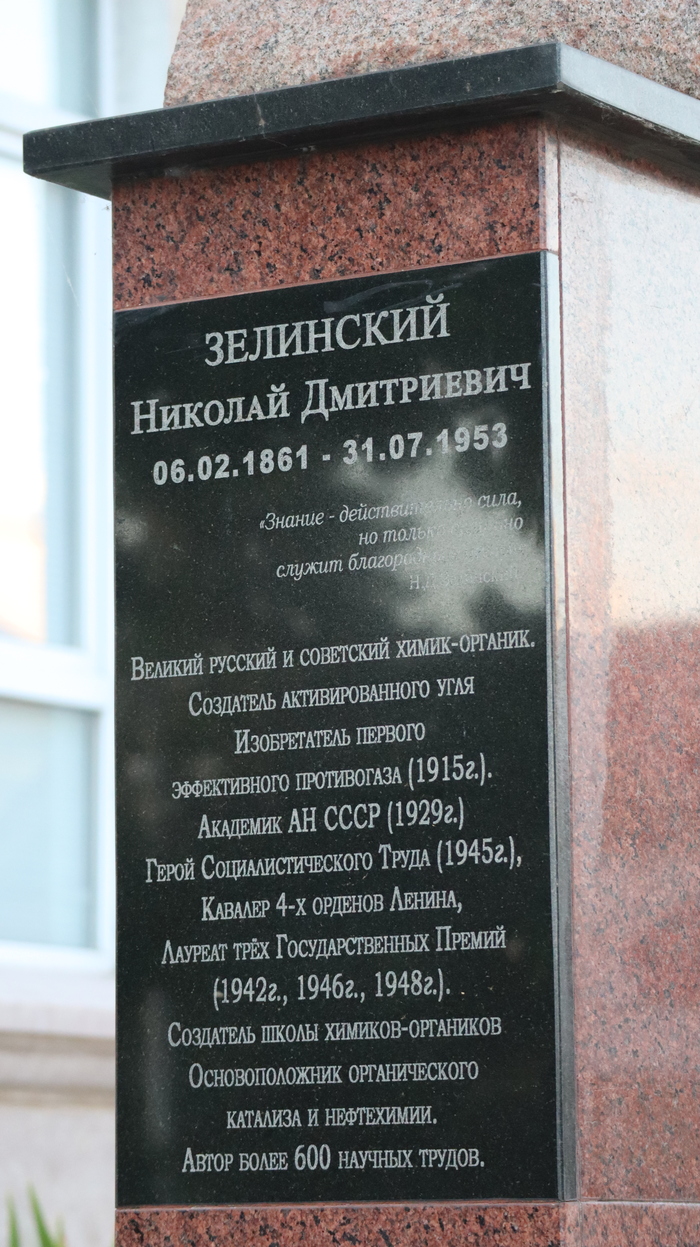 ЗЕЛИНСКИЙ
Николай Дмитриевич
06.02.1861 - 31.07.1953
«Знание - действительно сила,
но только
служит
Великий русский и советский химик-органик.
Создатель активированного угля
Изобретатель первого
эффективного противогаза (1915г.).
Академик АН СССР (1929г.)
Герой Социалистического Труда (1945г.),
Кавалер 4-х орденов Ленина,
Лауреат трёх Государственных Премий
(1942г., 1946г., 1948г.).
Создатель школы химиков-органиков
Основоположник органического
катализа и нефтехимии.
Автор более 600 научных трудов.